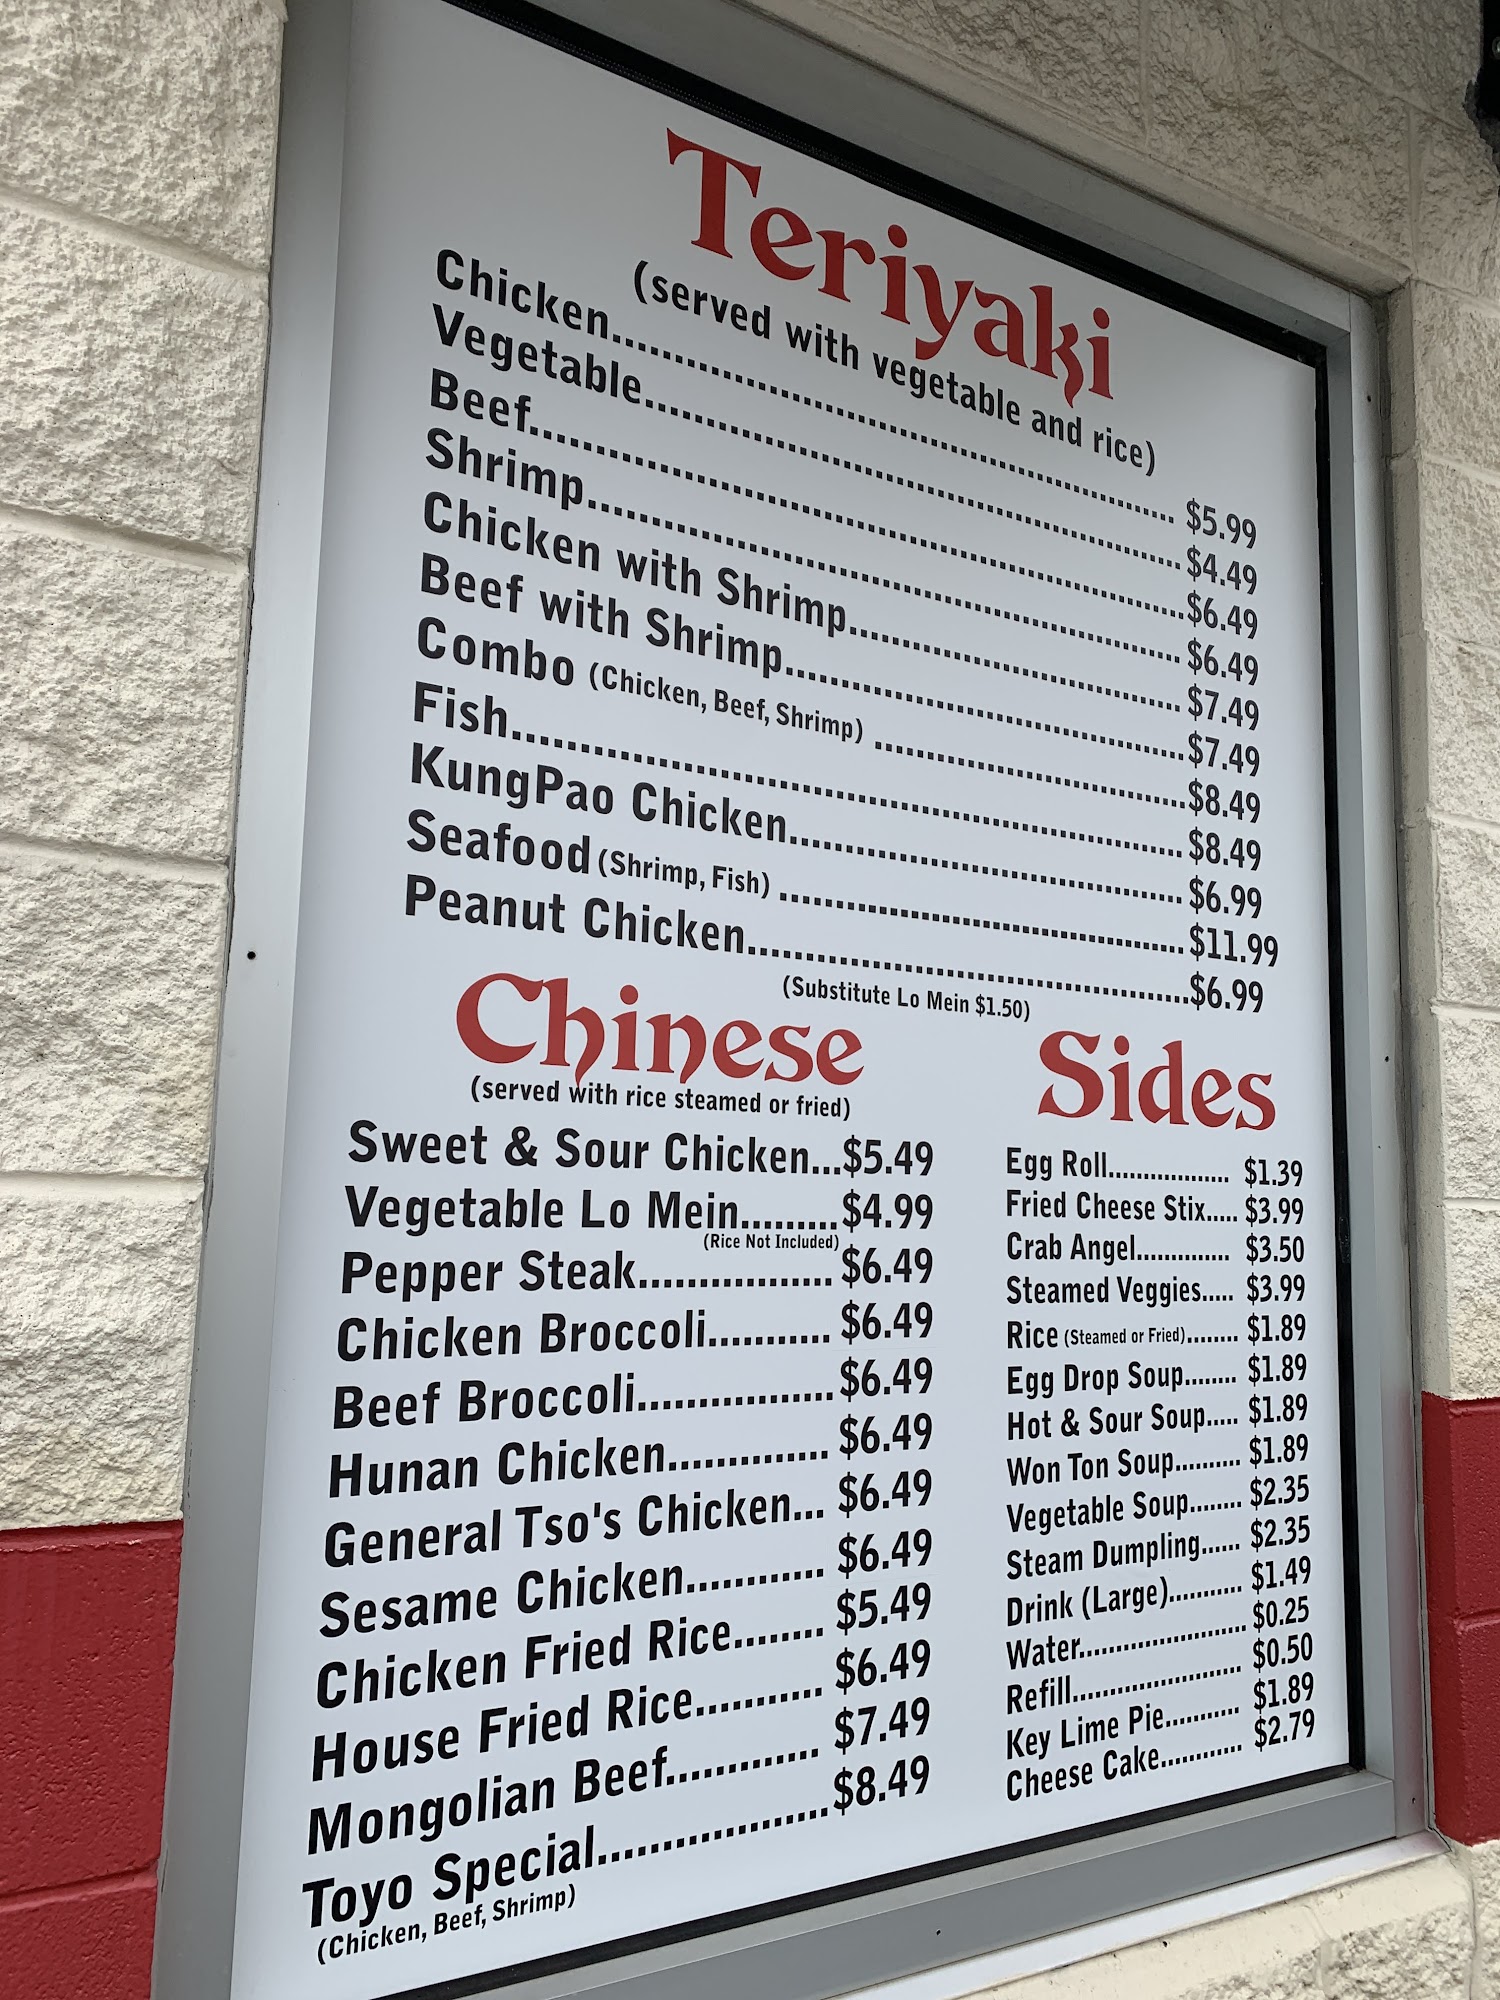 Teriyaki
(served with vegetable and rice)
Chicken........................................ $5.99
Vegetable........................................ $4.49
Beef........................................ $6.49
Shrimp........................................ $6.49
Chicken with Shrimp.............................. $7.49
Beef with Shrimp.............................. $7.49
Combo (Chicken, Beef, Shrimp) .............................. $8.49
Fish........................................ $8.49
KungPao Chicken.............................. $6.99
Seafood (Shrimp, Fish) .............................. $11.99
Peanut Chicken.............................. $6.99
(Substitute Lo Mein $1.50)
Chinese
(served with rice steamed or fried)
Sweet & Sour Chicken...$5.49
Vegetable Lo Mein.........$4.99
(Rice Not Included)
Pepper Steak................. $6.49
Chicken Broccoli........... $6.49
Beef Broccoli................. $6.49
Hunan Chicken.............. $6.49
General Tso's Chicken... $6.49
Sesame Chicken............ $6.49
Chicken Fried Rice........ $5.49
House Fried Rice........... $6.49
Mongolian Beef............. $7.49
Toyo Special...................$8.49
(Chicken, Beef, Shrimp)
Sides
Egg Roll................. $1.39
Fried Cheese Stix..... $3.99
Crab Angel............. $3.50
Steamed Veggies..... $3.99
Rice (Steamed or Fried)........ $1.89
Egg Drop Soup........ $1.89
Hot & Sour Soup..... $1.89
Won Ton Soup.......... $1.89
Vegetable Soup........ $2.35
Steam Dumpling...... $2.35
Drink (Large)........... $1.49
Water....................... $0.25
Refill....................... $0.50
Key Lime Pie........... $1.89
Cheese Cake............ $2.79